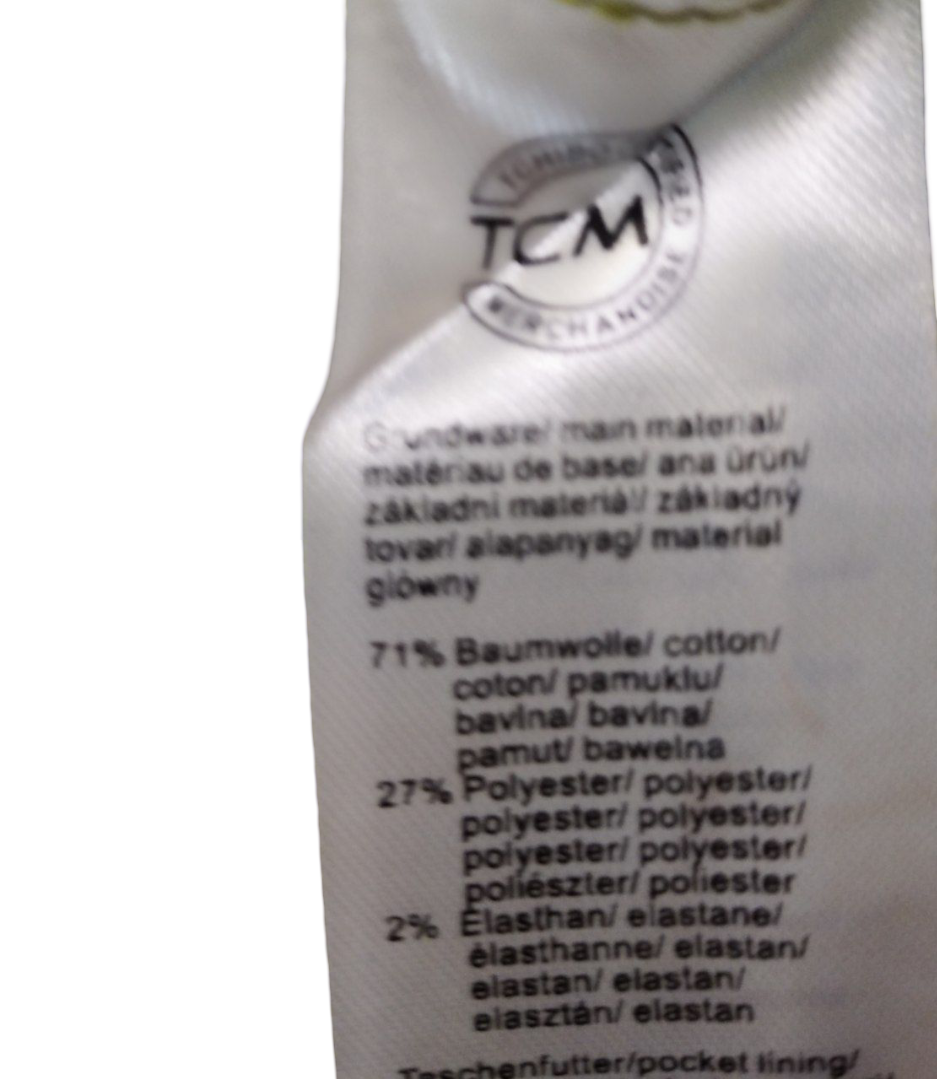 TCHIBO
TCM
MERCHANDISE
Grundware/ main material/
matériau de base/ ana ürün/
základní materiál/ základný
tovar/ alapanyag/ materiał
główny
71% Baumwolle/ cotton/
coton/ pamuklu/
bavlna/ bavlna/
pamut/ bawełna
27% Polyester/ polyester/
polyester/ polyester/
polyester/ polyester/
poliészter/ poliester
2% Elasthan/ elastane/
élasthanne/ elastan/
elastan/ elastan/
elasztán/ elastan
Taschenfutter/pocket lining/